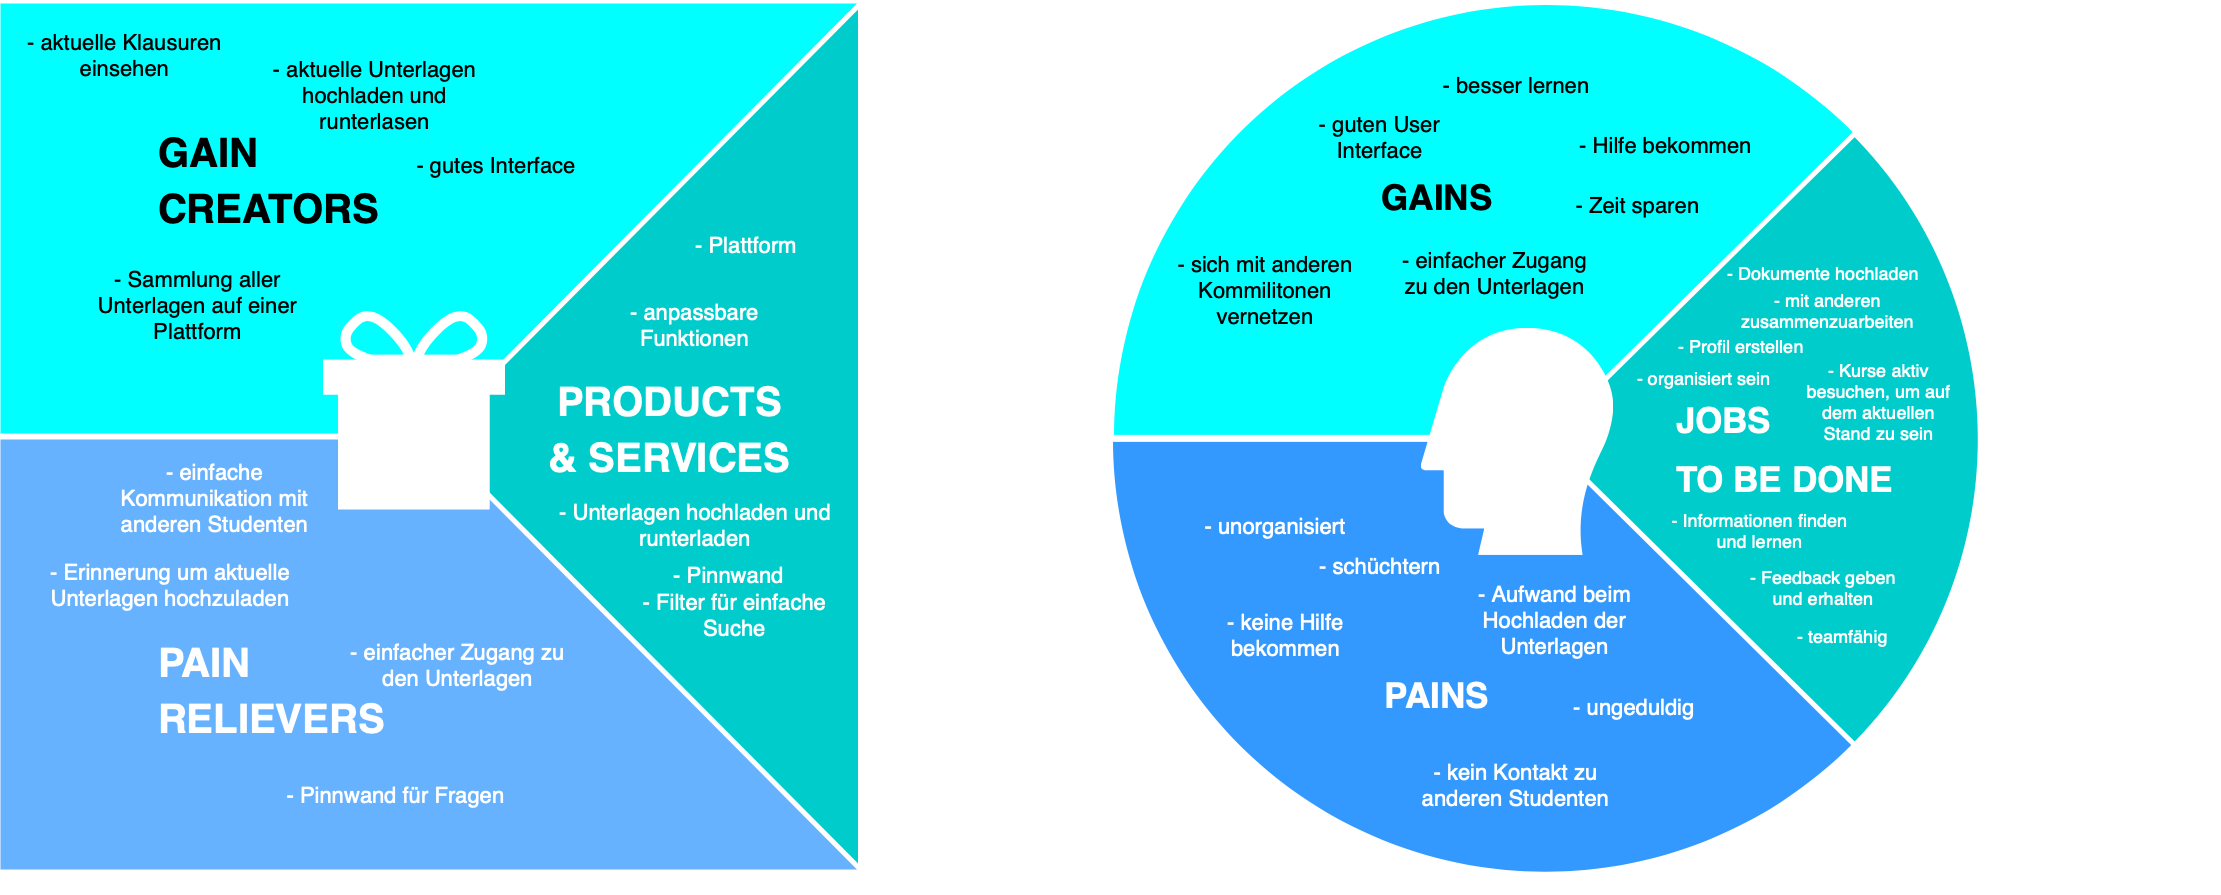 - aktuelle Klausuren
einsehen
- aktuelle Unterlagen
hochladen und
runterlasen
GAIN
CREATORS
- gutes Interface
- Sammlung aller
Unterlagen auf einer
Plattform
- Plattform
- anpassbare
Funktionen
PRODUCTS
& SERVICES
- Unterlagen hochladen und
runterladen
- Pinnwand
- Filter für einfache
Suche
- einfache
Kommunikation mit
anderen Studenten
- Erinnerung um aktuelle
Unterlagen hochzuladen
PAIN
RELIEVERS
- einfacher Zugang zu
den Unterlagen
- Pinnwand für Fragen
- besser lernen
- guten User
Interface
- Hilfe bekommen
GAINS
- Zeit sparen
- sich mit anderen
Kommilitonen
vernetzen
- einfacher Zugang
zu den Unterlagen
- Dokumente hochladen
- mit anderen
zusammenzuarbeiten
- Profil erstellen
- organisiert sein
- Kurse aktiv
besuchen, um auf
dem aktuellen
Stand zu sein
JOBS
TO BE DONE
- Informationen finden
und lernen
- Feedback geben
und erhalten
- teamfähig
- unorganisiert
- schüchtern
- keine Hilfe
bekommen
- Aufwand beim
Hochladen der
Unterlagen
PAINS
- ungeduldig
- kein Kontakt zu
anderen Studenten